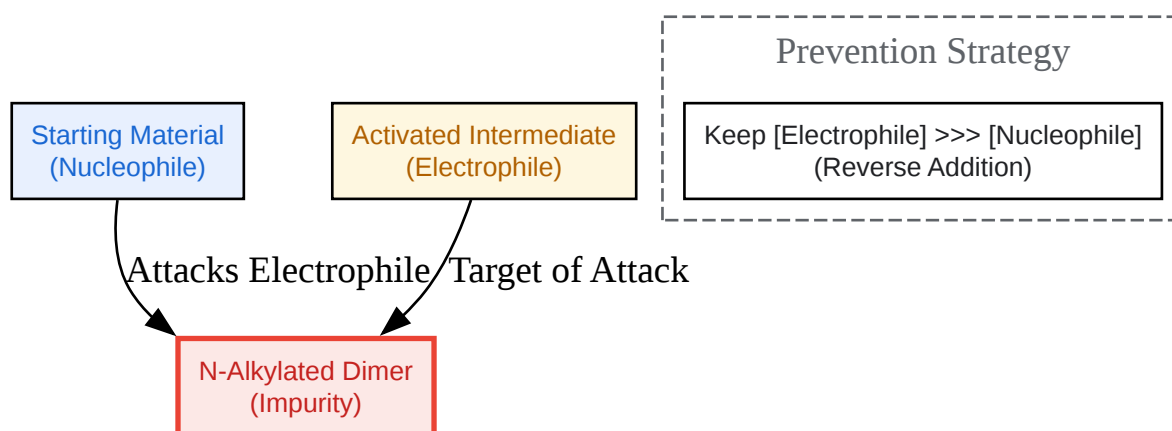 Prevention Strategy
Starting Material
(Nucleophile)
Activated Intermediate
(Electrophile)
Keep [Electrophile] >>> [Nucleophile]
(Reverse Addition)
Attacks Electrophile
Target of Attack
N-Alkylated Dimer
(Impurity)